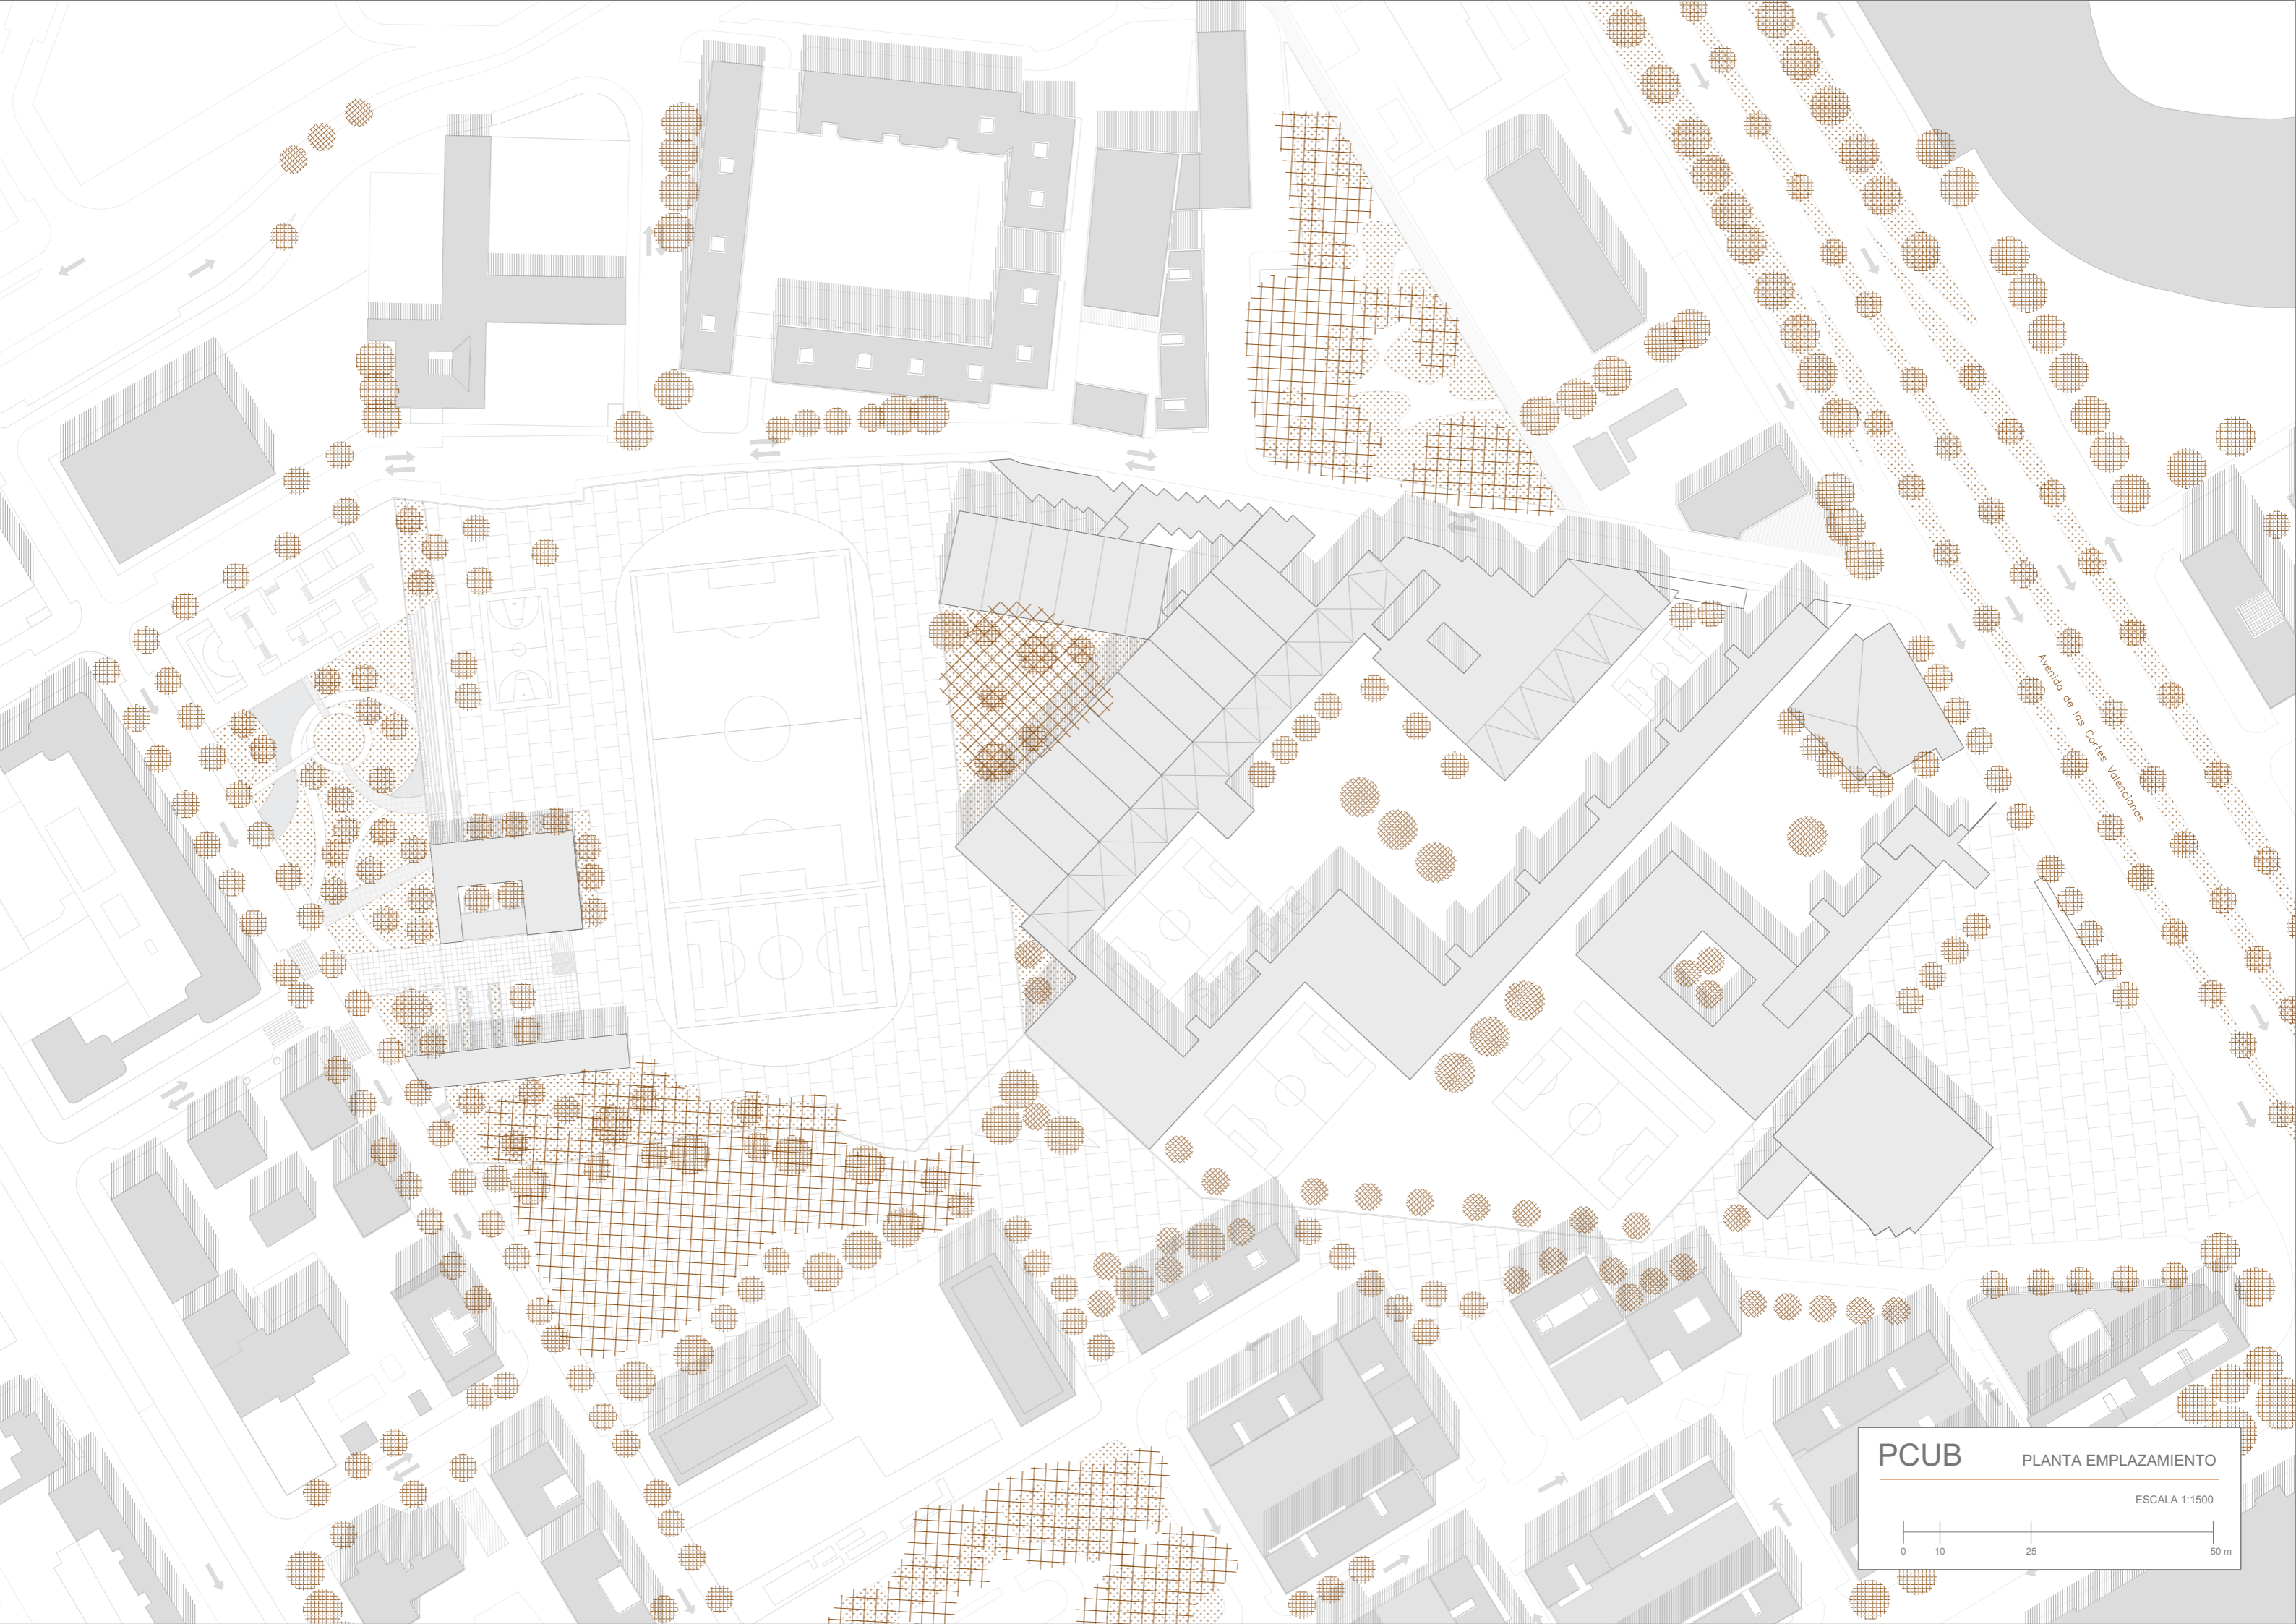 Avenida de las Cortes Valencianas
PCUB
PLANTA EMPLAZAMIENTO
ESCALA 1:1500
0 10 25 50 m